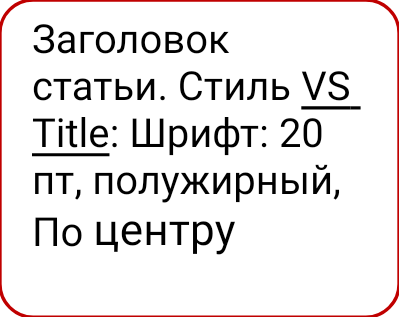 Заголовок
статьи. Стиль VS
Title: Шрифт: 20
пт, полужирный,
По центру